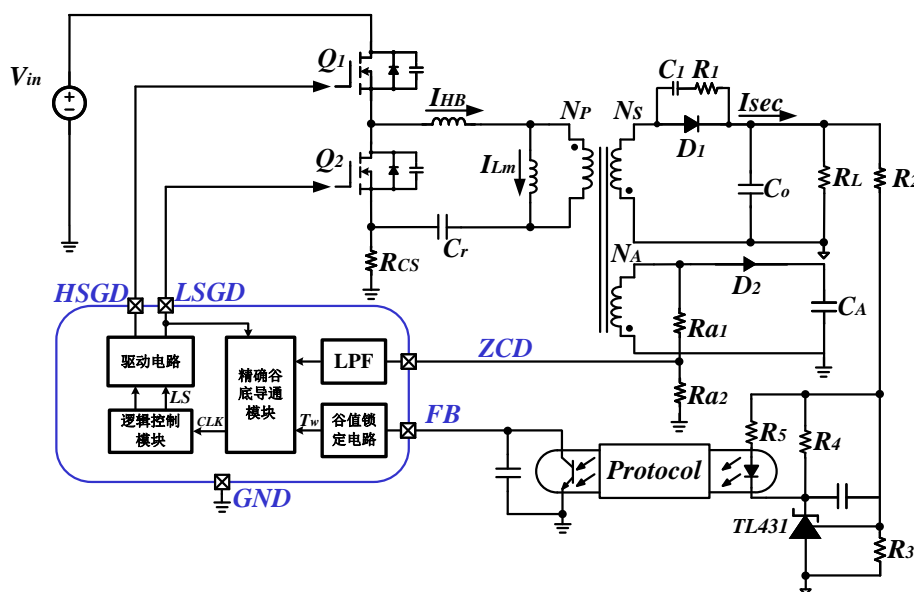 Q1
C1 R1
Vin
IHB
NP
NS
Isec
D1
Q2
ILm
Co
RL
R2
Cr
RCS
NA
D2
HSGD
LSGD
Ra1
CA
驱动电路
精确谷
底导通
模块
LPF
ZCD
LS
逻辑控制
模块
CLK
Tw
谷值锁
定电路
FB
Ra2
R5
R4
Protocol
GND
TL431
R3